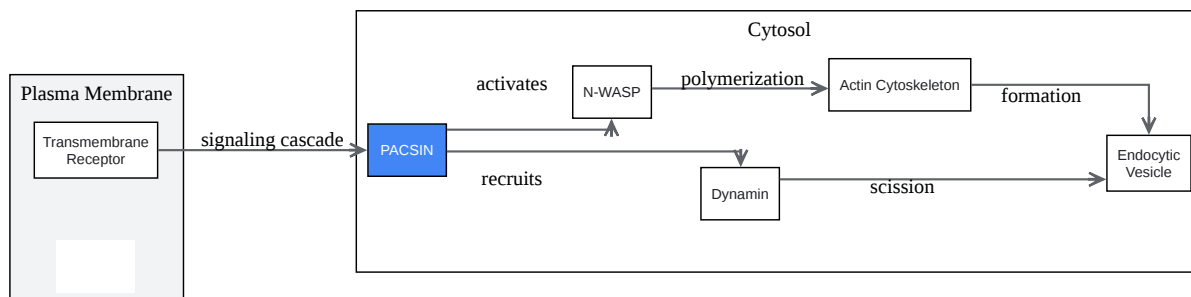 Cytosol
Plasma Membrane
Transmembrane
Receptor
signaling cascade
PACSIN
activates
recruits
N-WASP
polymerization
Actin Cytoskeleton
formation
Dynamin
scission
Endocytic
Vesicle